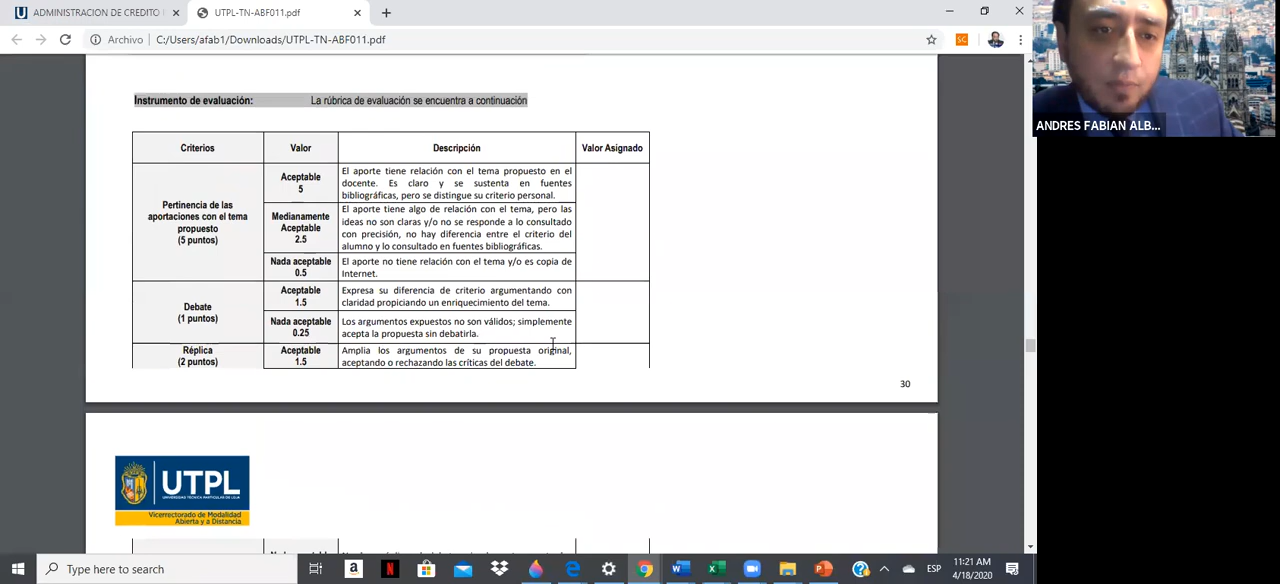 ADMINISTRACION DE CREDITO
UTPL-TN-ABF011.pdf
Archivo
C:/Users/afab1/Downloads/UTPL-TN-ABF011.pdf
SC
ANDRES FABIAN ALB...
Instrumento de evaluación: La rúbrica de evaluación se encuentra a continuación
Criterios Valor Descripción Valor Asignado
Pertinencia de las
aportaciones con el tema
propuesto
(5 puntos)
Aceptable
5
El aporte tiene relación con el tema propuesto en el
docente. Es claro y se sustenta en fuentes
bibliográficas, pero se distingue su criterio personal.
Medianamente
Aceptable
2.5
El aporte tiene algo de relación con el tema, pero las
ideas no son claras y/o no se responde a lo consultado
con precisión, no hay diferencia entre el criterio del
alumno y lo consultado en fuentes bibliográficas.
Nada aceptable
0.5
El aporte no tiene relación con el tema y/o es copia de
Internet.
Debate
(1 puntos)
Aceptable
1.5
Expresa su diferencia de criterio argumentando con
claridad propiciando un enriquecimiento del tema.
Nada aceptable
0.25
Los argumentos expuestos no son válidos; simplemente
acepta la propuesta sin debatirla.
Réplica
(2 puntos)
Aceptable
1.5
Amplia los argumentos de su propuesta original,
aceptando o rechazando las críticas del debate.
30
UTPL
UNIVERSIDAD TÉCNICA PARTICULAR DE LOJA
Vicerrectorado de Modalidad
Abierta y a Distancia
Type here to search
ESP
11:21 AM
4/18/2020